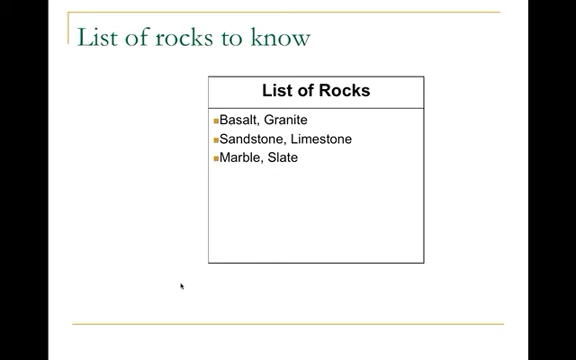 List of rocks to know
List of Rocks
Basalt, Granite
Sandstone, Limestone
Marble, Slate